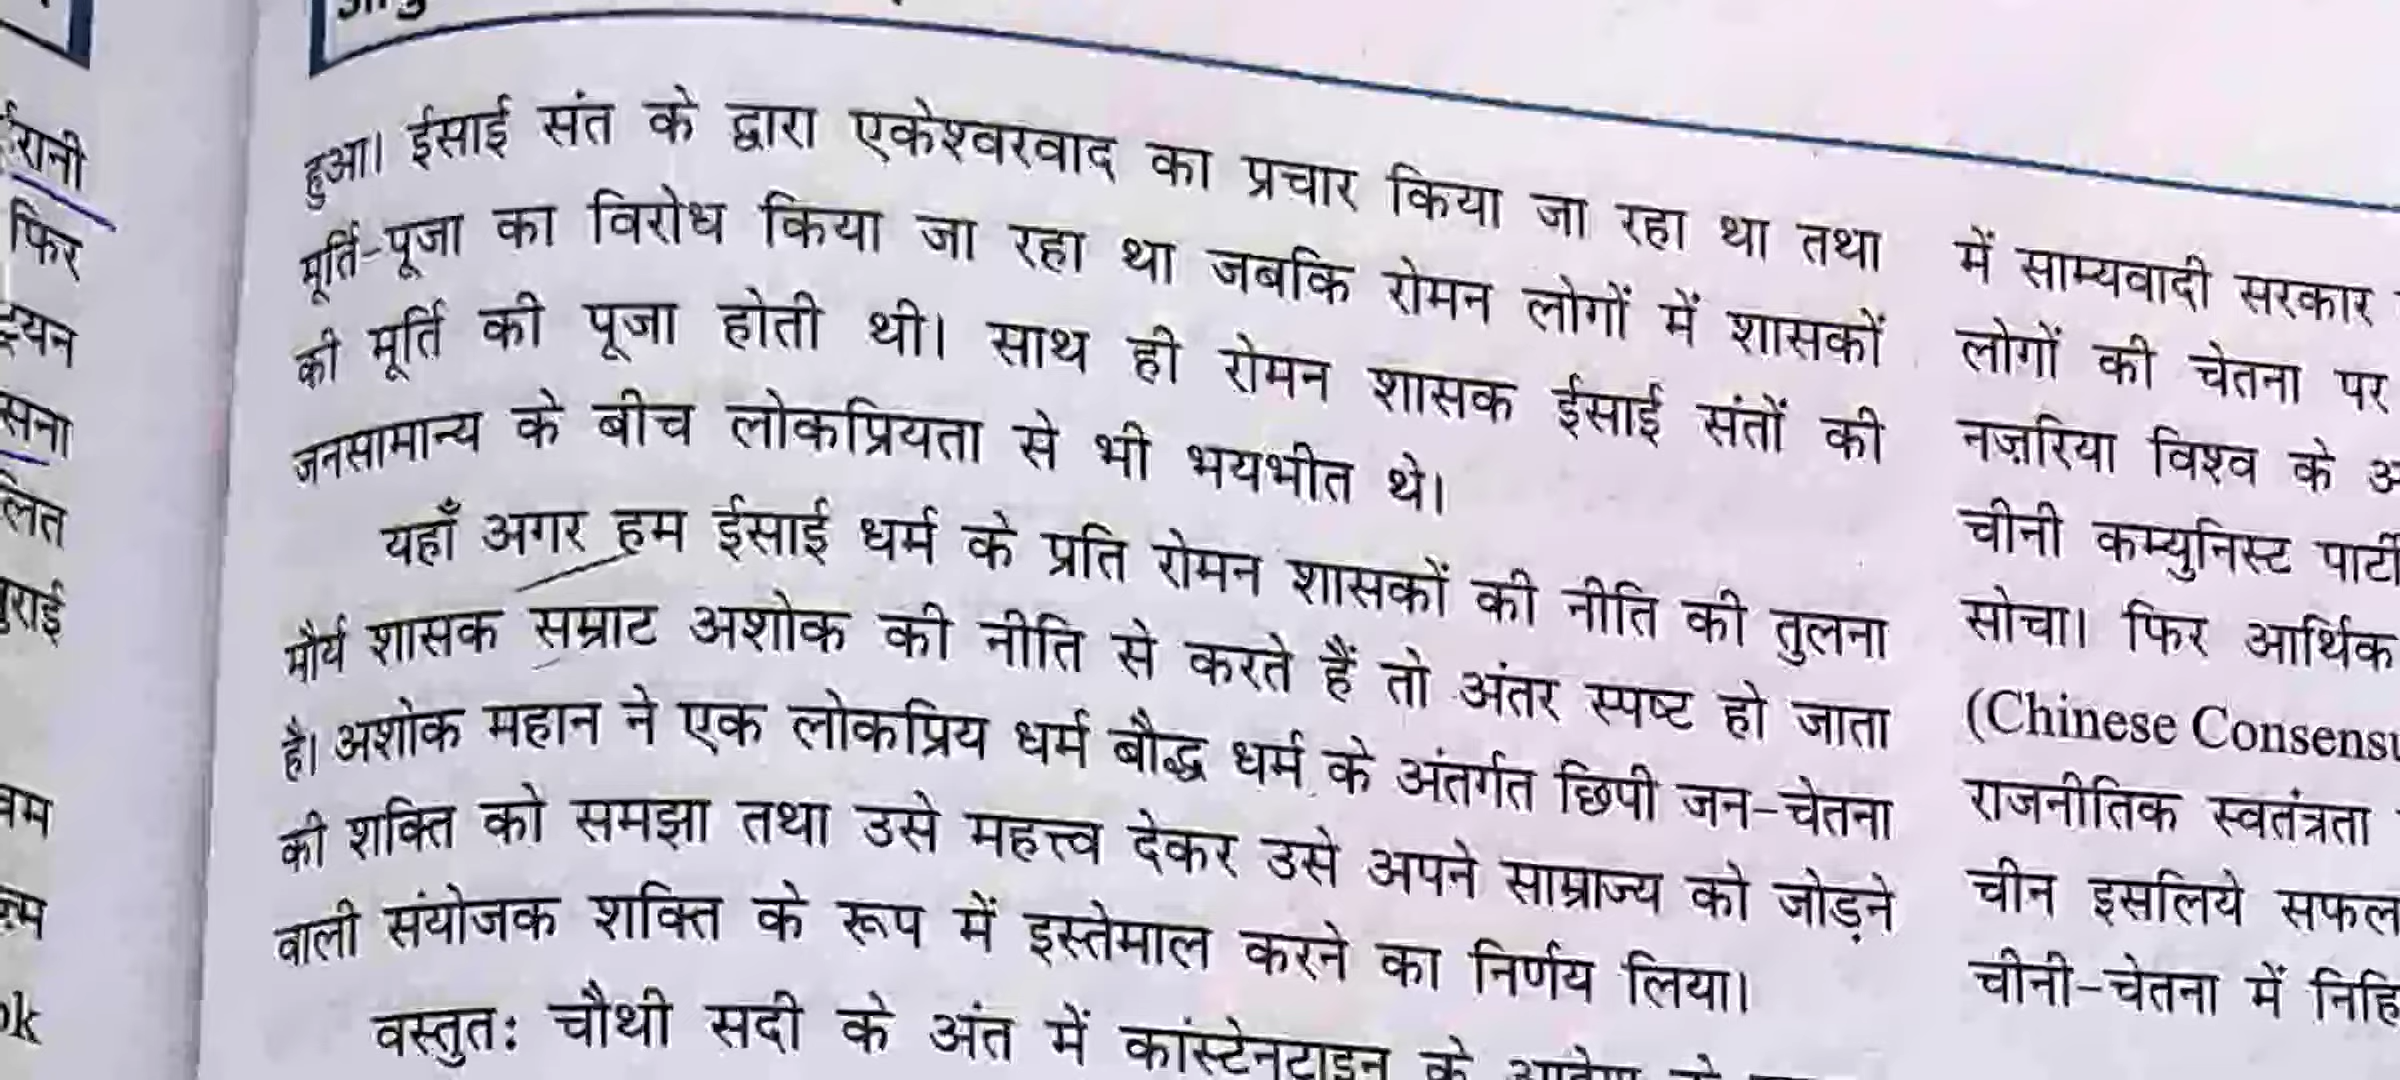 हुआ। ईसाई संत के द्वारा एकेश्वरवाद का प्रचार किया जा रहा था तथा
मूर्ति-पूजा का विरोध किया जा रहा था जबकि रोमन लोगों में शासकों
की मूर्ति की पूजा होती थी। साथ ही रोमन शासक ईसाई संतों की
जनसामान्य के बीच लोकप्रियता से भी भयभीत थे।
यहाँ अगर हम ईसाई धर्म के प्रति रोमन शासकों की नीति की तुलना
मौर्य शासक सम्राट अशोक की नीति से करते हैं तो अंतर स्पष्ट हो जाता
है। अशोक महान ने एक लोकप्रिय धर्म बौद्ध धर्म के अंतर्गत छिपी जन-चेतना
की शक्ति को समझा तथा उसे महत्त्व देकर उसे अपने साम्राज्य को जोड़ने
वाली संयोजक शक्ति के रूप में इस्तेमाल करने का निर्णय लिया।
वस्तुतः चौथी सदी के अंत में कांस्टेनटाइन के
में साम्यवादी सरकार
लोगों की चेतना पर
नज़रिया विश्व के
चीनी कम्युनिस्ट पार्टी
सोचा। फिर आर्थिक
(Chinese
राजनीतिक स्वतंत्रता
चीन इसलिये सफल
चीनी-चेतना में
फिर